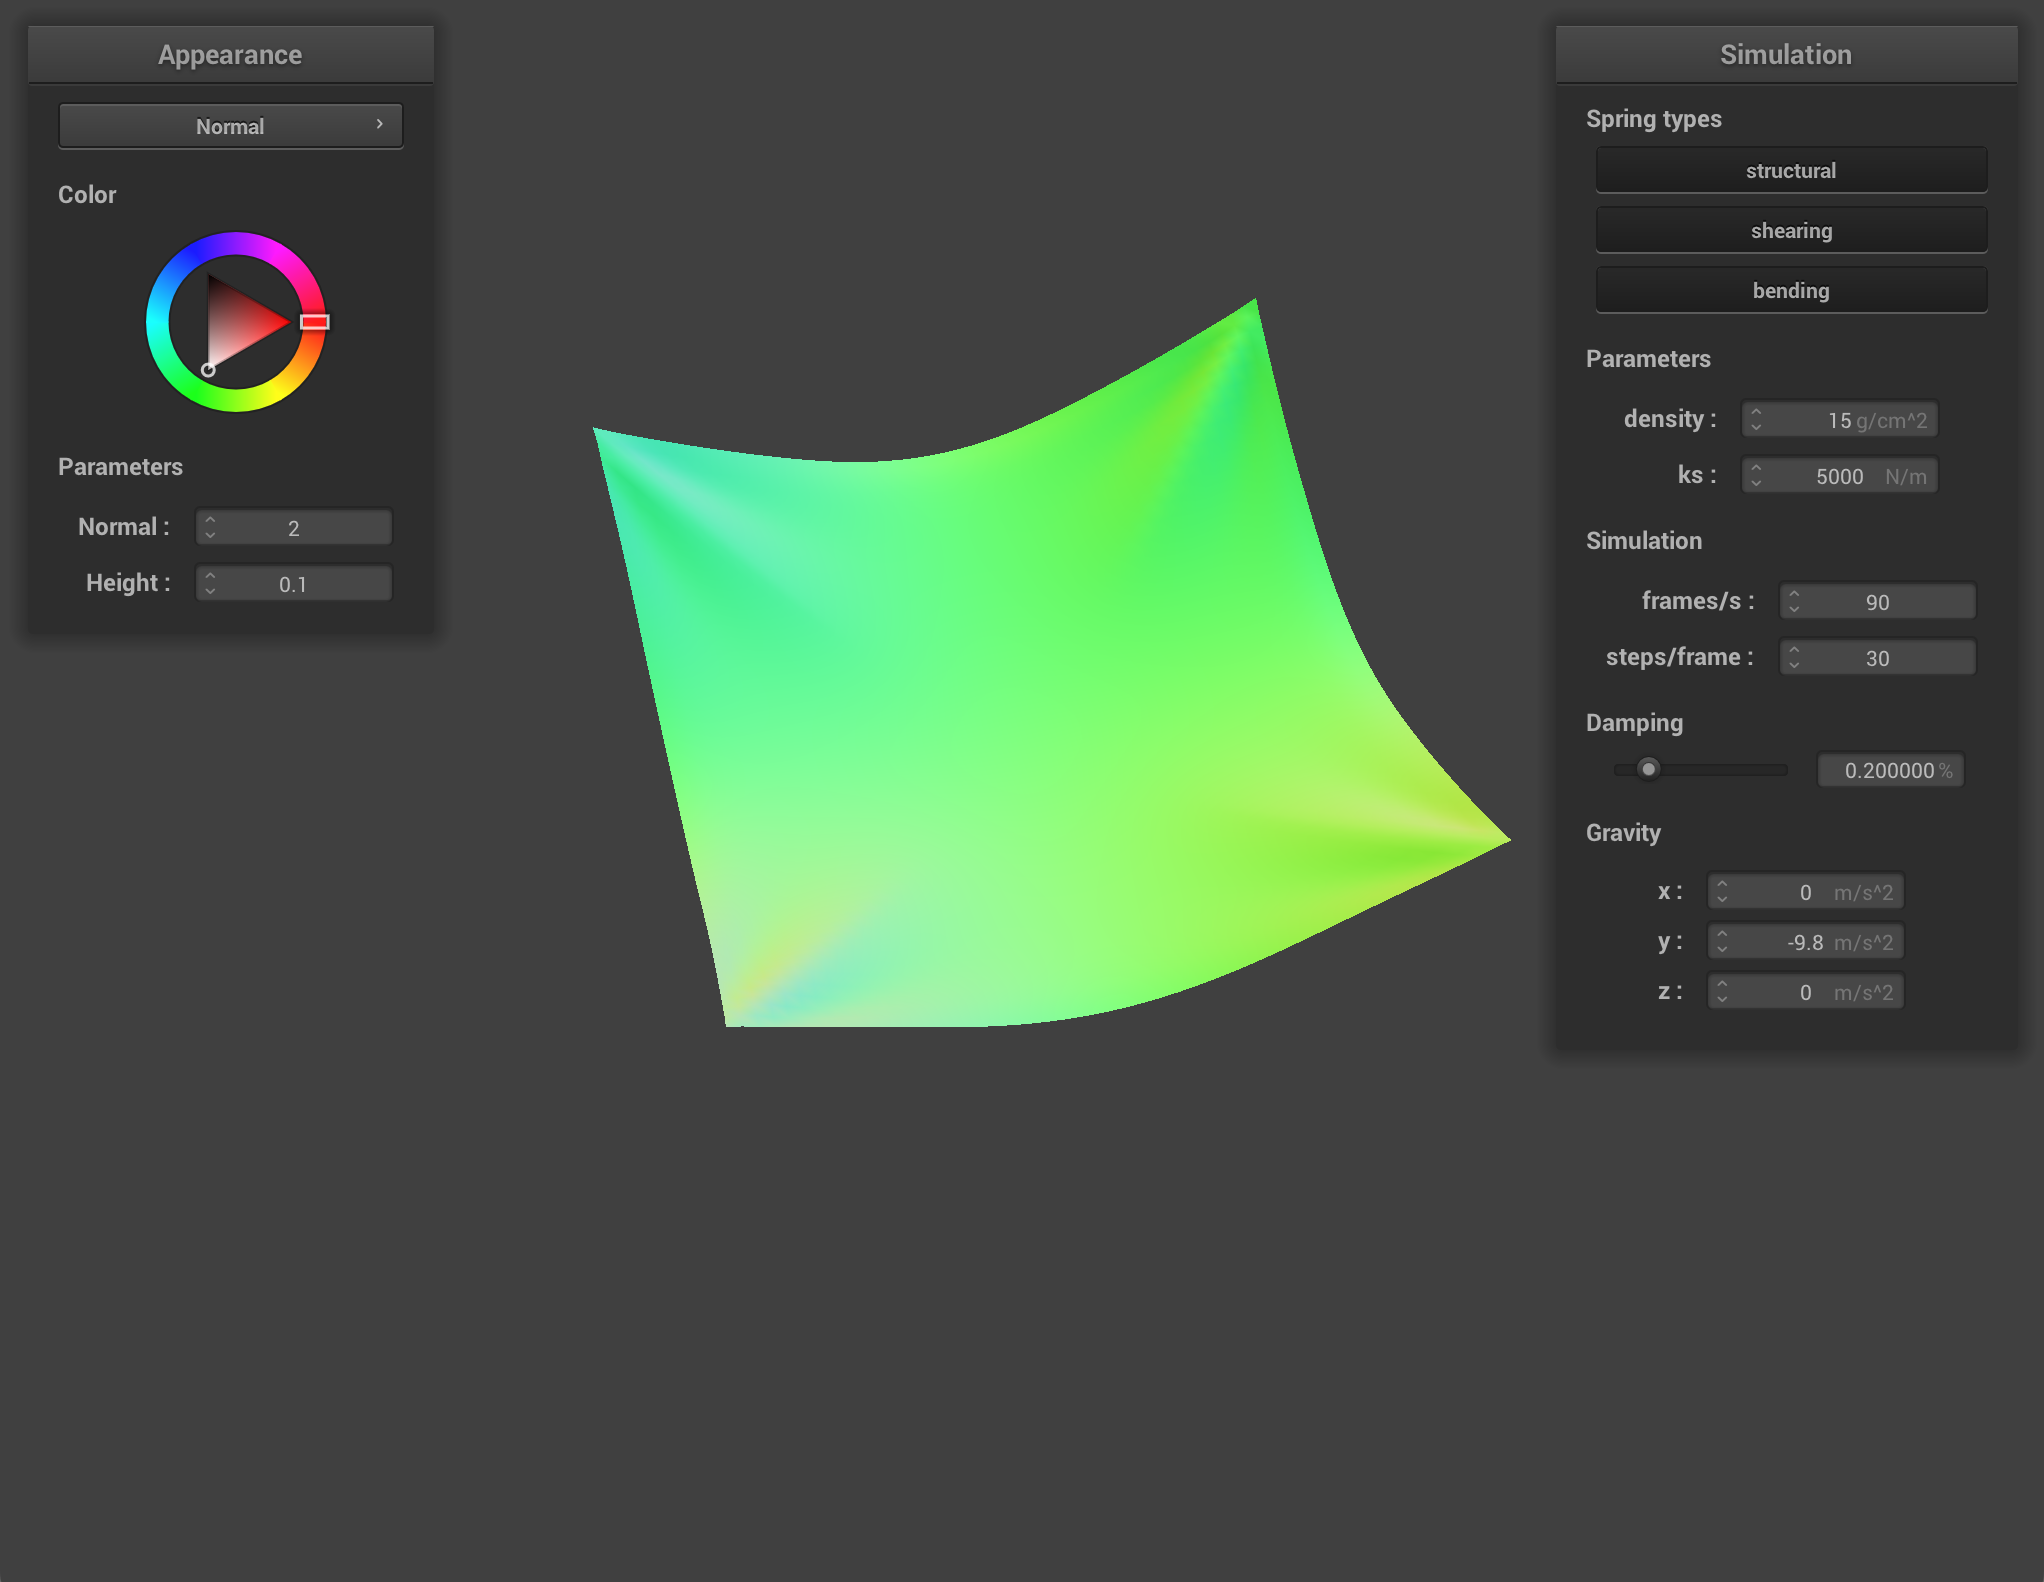 Appearance
Normal
Color
Parameters
Normal : 2
Height : 0.1
Simulation
Spring types
structural
shearing
bending
Parameters
density : 15 g/cm^2
ks : 5000 N/m
Simulation
frames/s : 90
steps/frame : 30
Damping
0.200000 %
Gravity
x : 0 m/s^2
y : -9.8 m/s^2
z : 0 m/s^2